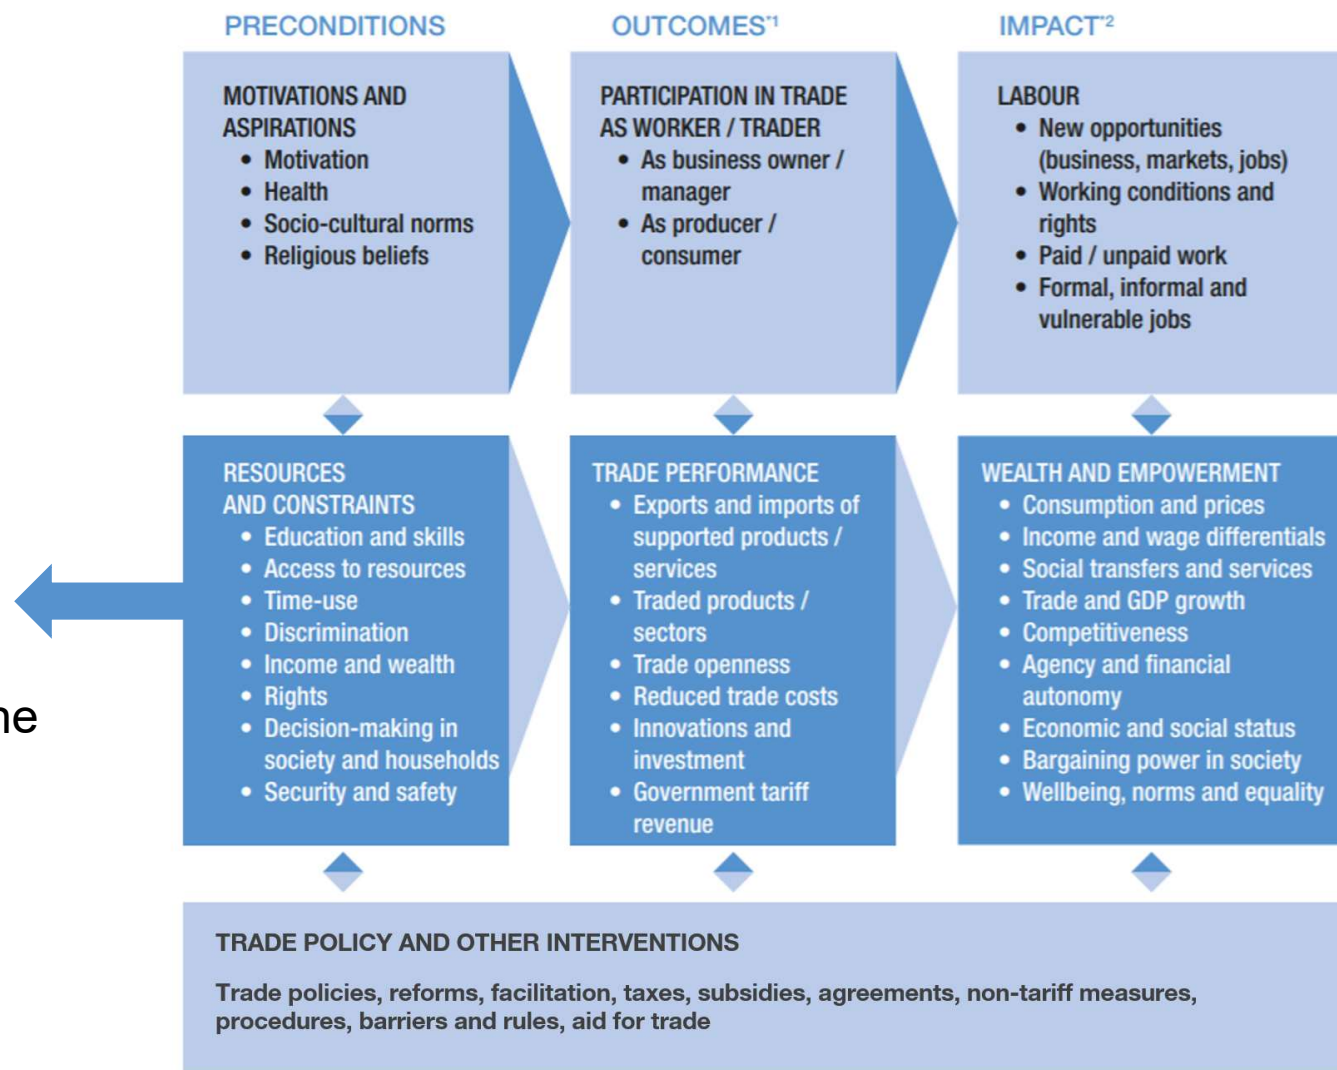 PRECONDITIONS
MOTIVATIONS AND
ASPIRATIONS
• Motivation
• Health
• Socio-cultural norms
• Religious beliefs
RESOURCES
AND CONSTRAINTS
• Education and skills
• Access to resources
• Time-use
• Discrimination
• Income and wealth
• Rights
• Decision-making in
society and households
• Security and safety
OUTCOMES*1
PARTICIPATION IN TRADE
AS WORKER / TRADER
• As business owner /
manager
• As producer /
consumer
TRADE PERFORMANCE
• Exports and imports of
supported products /
services
• Traded products /
sectors
• Trade openness
• Reduced trade costs
• Innovations and
investment
• Government tariff
revenue
IMPACT*2
LABOUR
• New opportunities
(business, markets, jobs)
• Working conditions and
rights
• Paid / unpaid work
• Formal, informal and
vulnerable jobs
WEALTH AND EMPOWERMENT
• Consumption and prices
• Income and wage differentials
• Social transfers and services
• Trade and GDP growth
• Competitiveness
• Agency and financial
autonomy
• Economic and social status
• Bargaining power in society
• Wellbeing, norms and equality
TRADE POLICY AND OTHER INTERVENTIONS
Trade policies, reforms, facilitation, taxes, subsidies, agreements, non-tariff measures,
procedures, barriers and rules, aid for trade